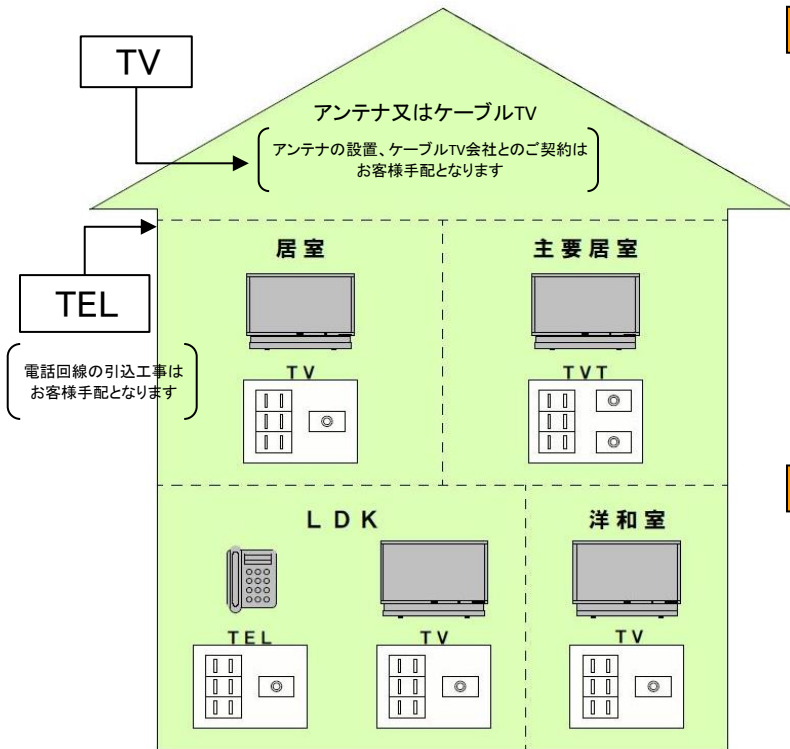 TV
アンテナ又はケーブルTV
アンテナの設置、ケーブルTV会社とのご契約は
お客様手配となります
TEL
電話回線の引込工事は
お客様手配となります
居室
主要居室
TV
TVT
LDK
洋和室
TEL
TV
TV